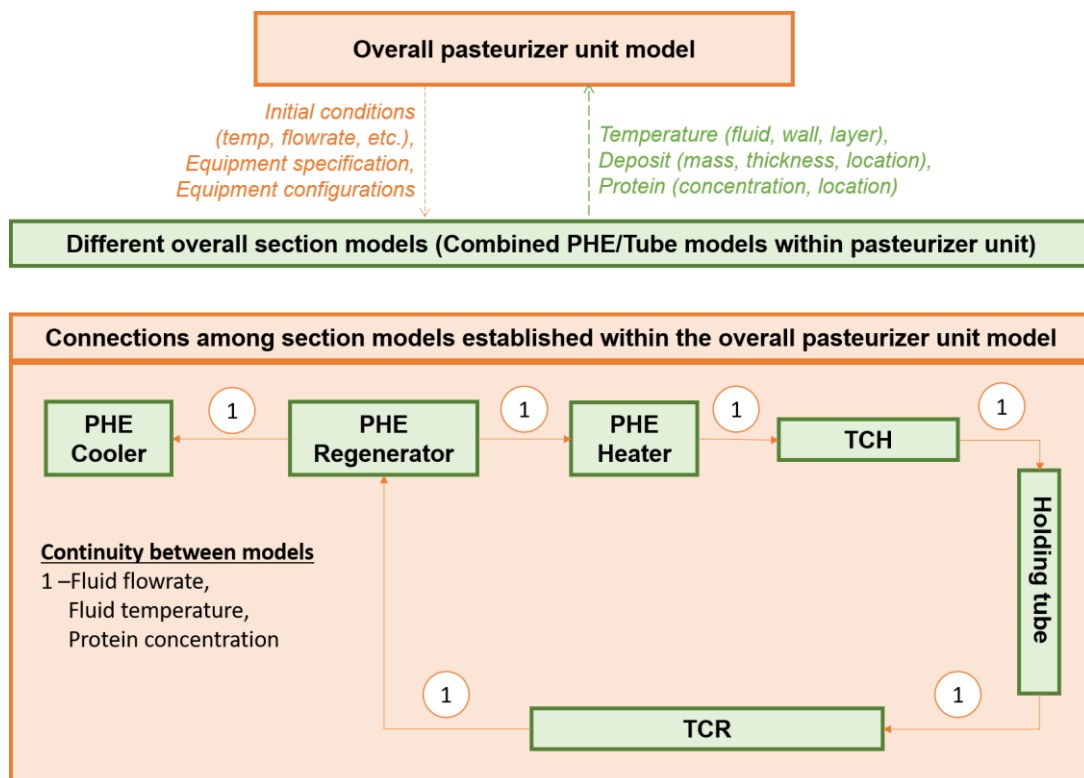 Overall pasteurizer unit model
Initial conditions
(temp, flowrate, etc.),
Equipment specification,
Equipment configurations
Temperature (fluid, wall, layer),
Deposit (mass, thickness, location),
Protein (concentration, location)
Different overall section models (Combined PHE/Tube models within pasteurizer unit)
Connections among section models established within the overall pasteurizer unit model
PHE
Cooler
1
PHE
Regenerator
1
PHE
Heater
1
TCH
1
Holding tube
Continuity between models
1 –Fluid flowrate,
Fluid temperature,
Protein concentration
1
TCR
1